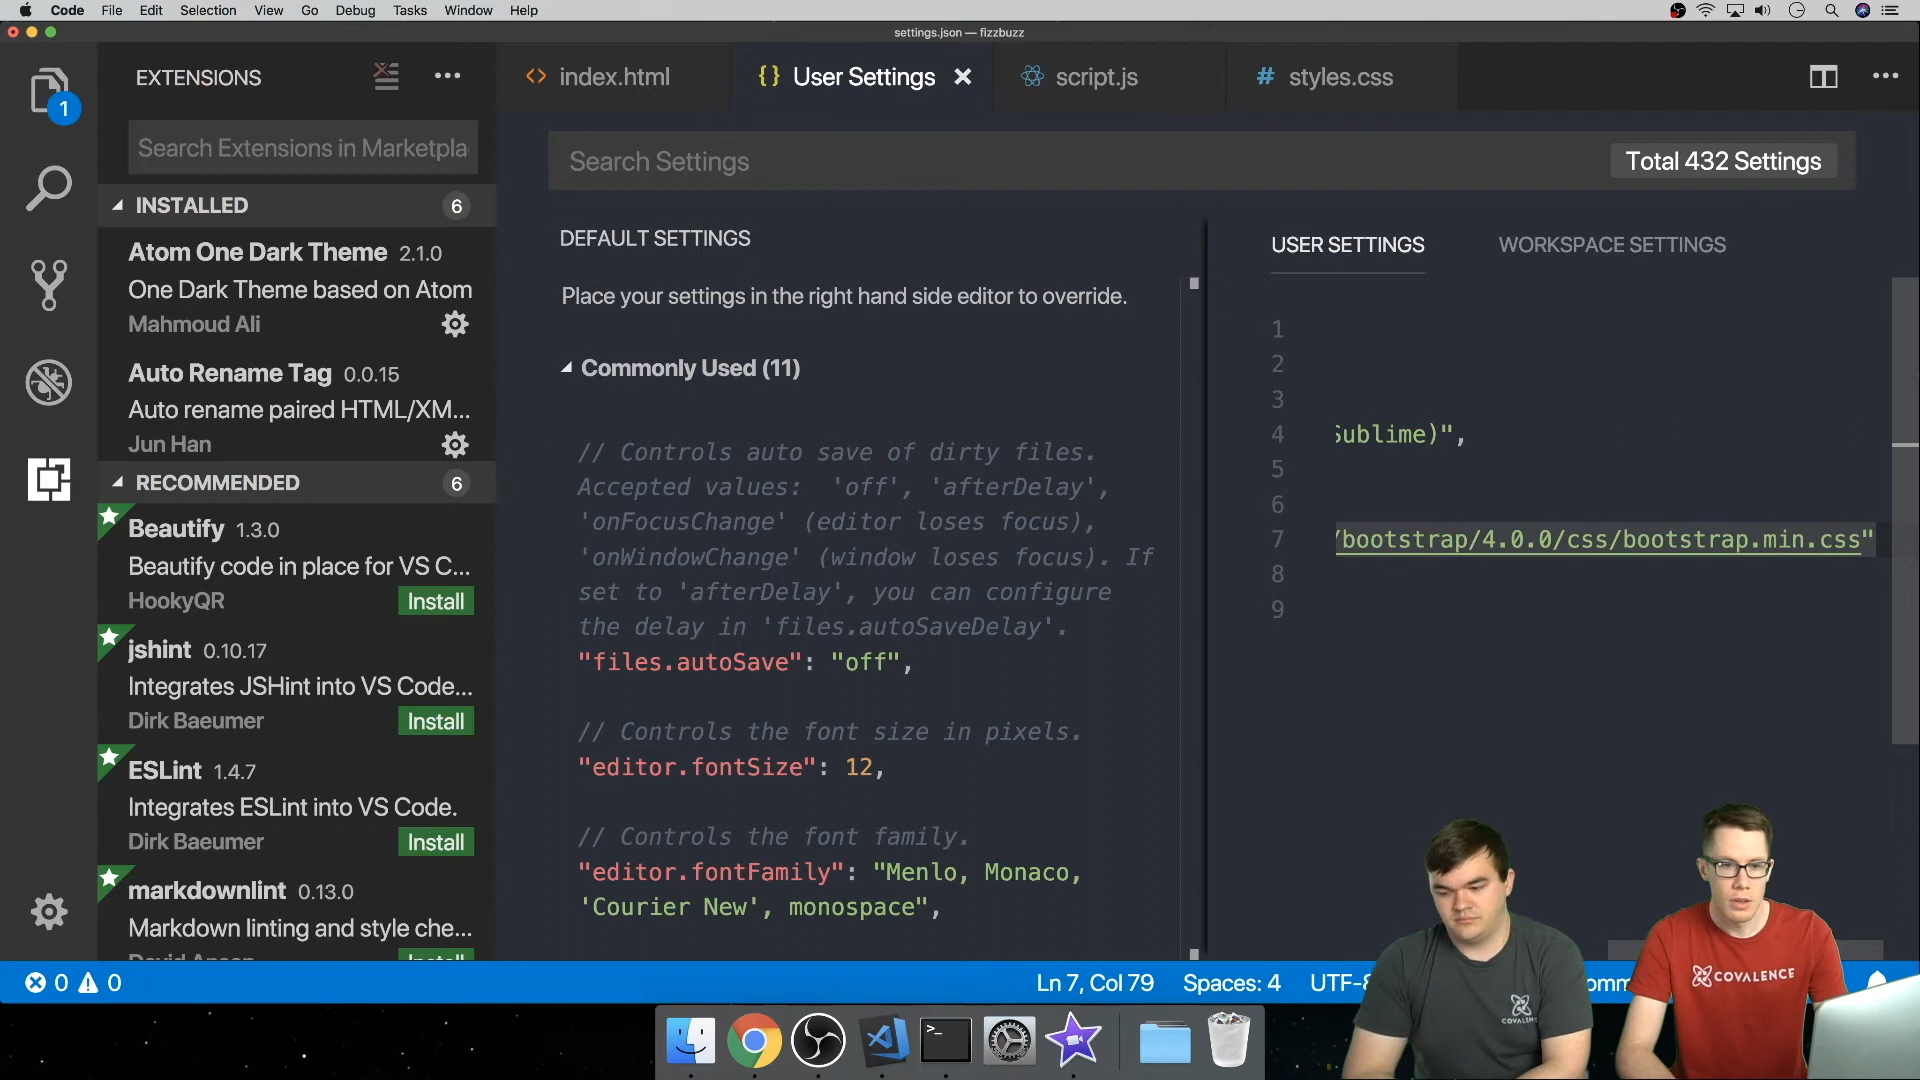 Code File Edit Selection View Go Debug Tasks Window Help
settings.json — fizzbuzz
EXTENSIONS
index.html
User Settings
script.js
# styles.css
1
Search Extensions in Marketpla
Search Settings
Total 432 Settings
INSTALLED 6
Atom One Dark Theme 2.1.0
One Dark Theme based on Atom
Mahmoud Ali
Auto Rename Tag 0.0.15
Auto rename paired HTML/XM...
Jun Han
RECOMMENDED 6
Beautify 1.3.0
Beautify code in place for VS C...
HookyQR Install
jshint 0.10.17
Integrates JSHint into VS Code...
Dirk Baeumer Install
ESLint 1.4.7
Integrates ESLint into VS Code.
Dirk Baeumer Install
markdownlint 0.13.0
Markdown linting and style che...
DEFAULT SETTINGS
Place your settings in the right hand side editor to override.
Commonly Used (11)
// Controls auto save of dirty files.
Accepted values:  'off', 'afterDelay',
'onFocusChange' (editor loses focus),
'onWindowChange' (window loses focus). If
set to 'afterDelay', you can configure
the delay in 'files.autoSaveDelay'.
"files.autoSave": "off",
// Controls the font size in pixels.
"editor.fontSize": 12,
// Controls the font family.
"editor.fontFamily": "Menlo, Monaco,
'Courier New', monospace",
USER SETTINGS WORKSPACE SETTINGS
1
2
3
4 Sublime)",
5
6
7 /bootstrap/4.0.0/css/bootstrap.min.css"
8
9
0 0
Ln 7, Col 79 Spaces: 4 UTF-8
COVALENCE